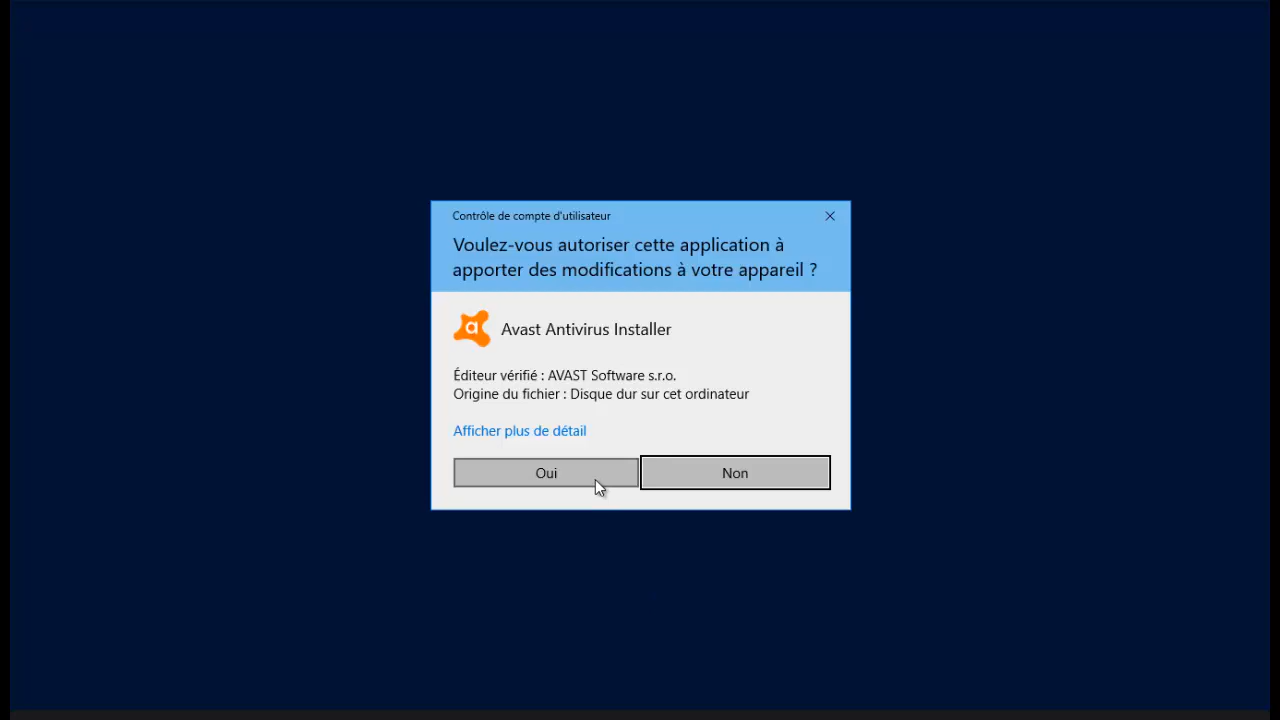 Contrôle de compte d'utilisateur
Voulez-vous autoriser cette application à
apporter des modifications à votre appareil ?
a
Avast Antivirus Installer
Éditeur vérifié : AVAST Software s.r.o.
Origine du fichier : Disque dur sur cet ordinateur
Afficher plus de détail
Oui
Non